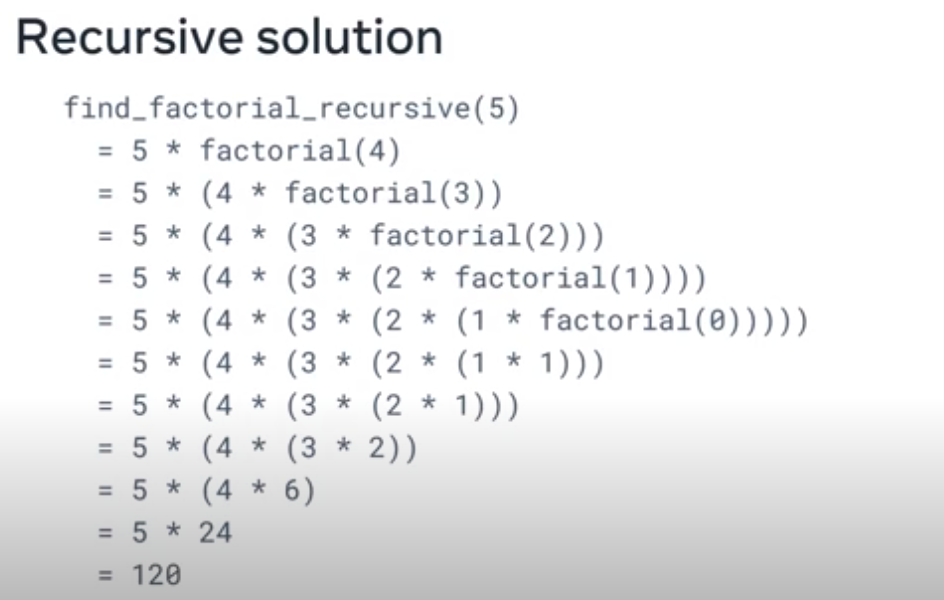 Recursive solution
find_factorial_recursive(5)
= 5 * factorial(4)
= 5 * (4 * factorial(3))
= 5 * (4 * (3 * factorial(2)))
= 5 * (4 * (3 * (2 * factorial(1))))
= 5 * (4 * (3 * (2 * (1 * factorial(0)))))
= 5 * (4 * (3 * (2 * (1 * 1)))
= 5 * (4 * (3 * (2 * 1)))
= 5 * (4 * (3 * 2))
= 5 * (4 * 6)
= 5 * 24
= 120